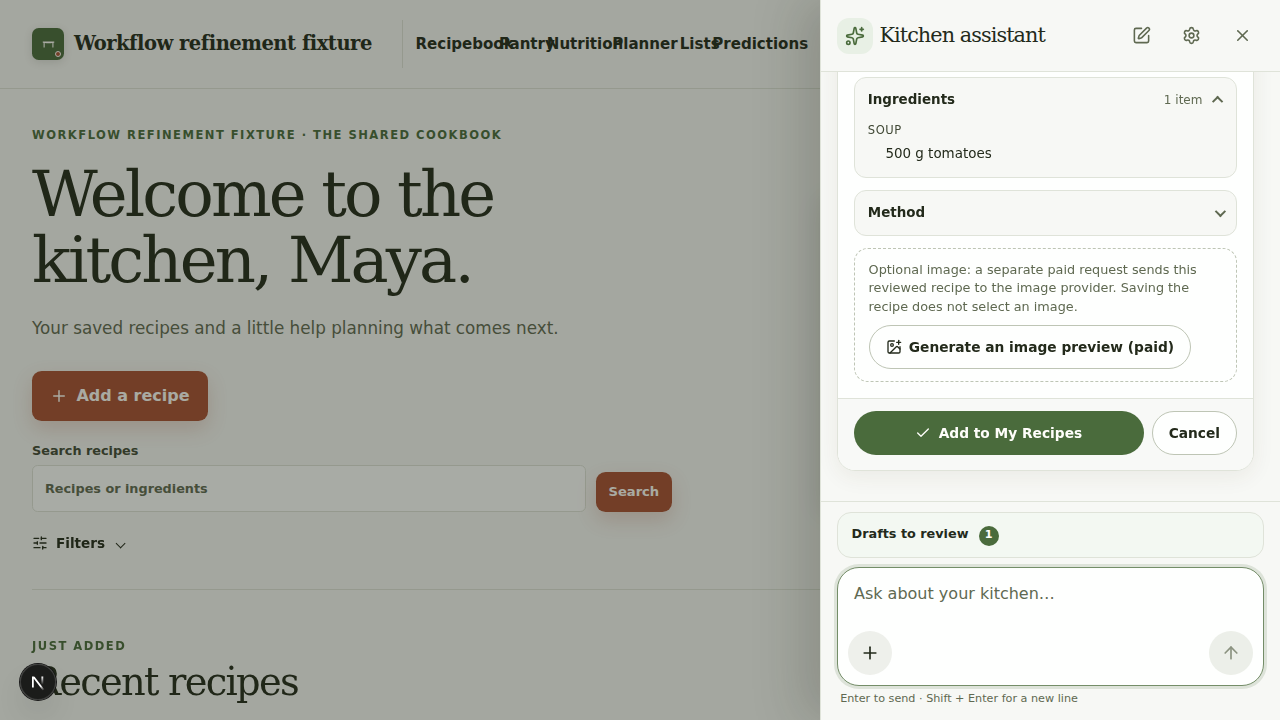 Workflow refinement fixture
Recipebook
Pantry
Nutrition
Planner
Lists
Predictions
WORKFLOW REFINEMENT FIXTURE · THE SHARED COOKBOOK
Welcome to the
kitchen, Maya.
Your saved recipes and a little help planning what comes next.
+ Add a recipe
Search recipes
Recipes or ingredients
Search
Filters
JUST ADDED
Recent recipes
N
Kitchen assistant
Ingredients
1 item
SOUP
500 g tomatoes
Method
Optional image: a separate paid request sends this
reviewed recipe to the image provider. Saving the
recipe does not select an image.
Generate an image preview (paid)
Add to My Recipes
Cancel
Drafts to review 1
Ask about your kitchen...
Enter to send · Shift + Enter for a new line